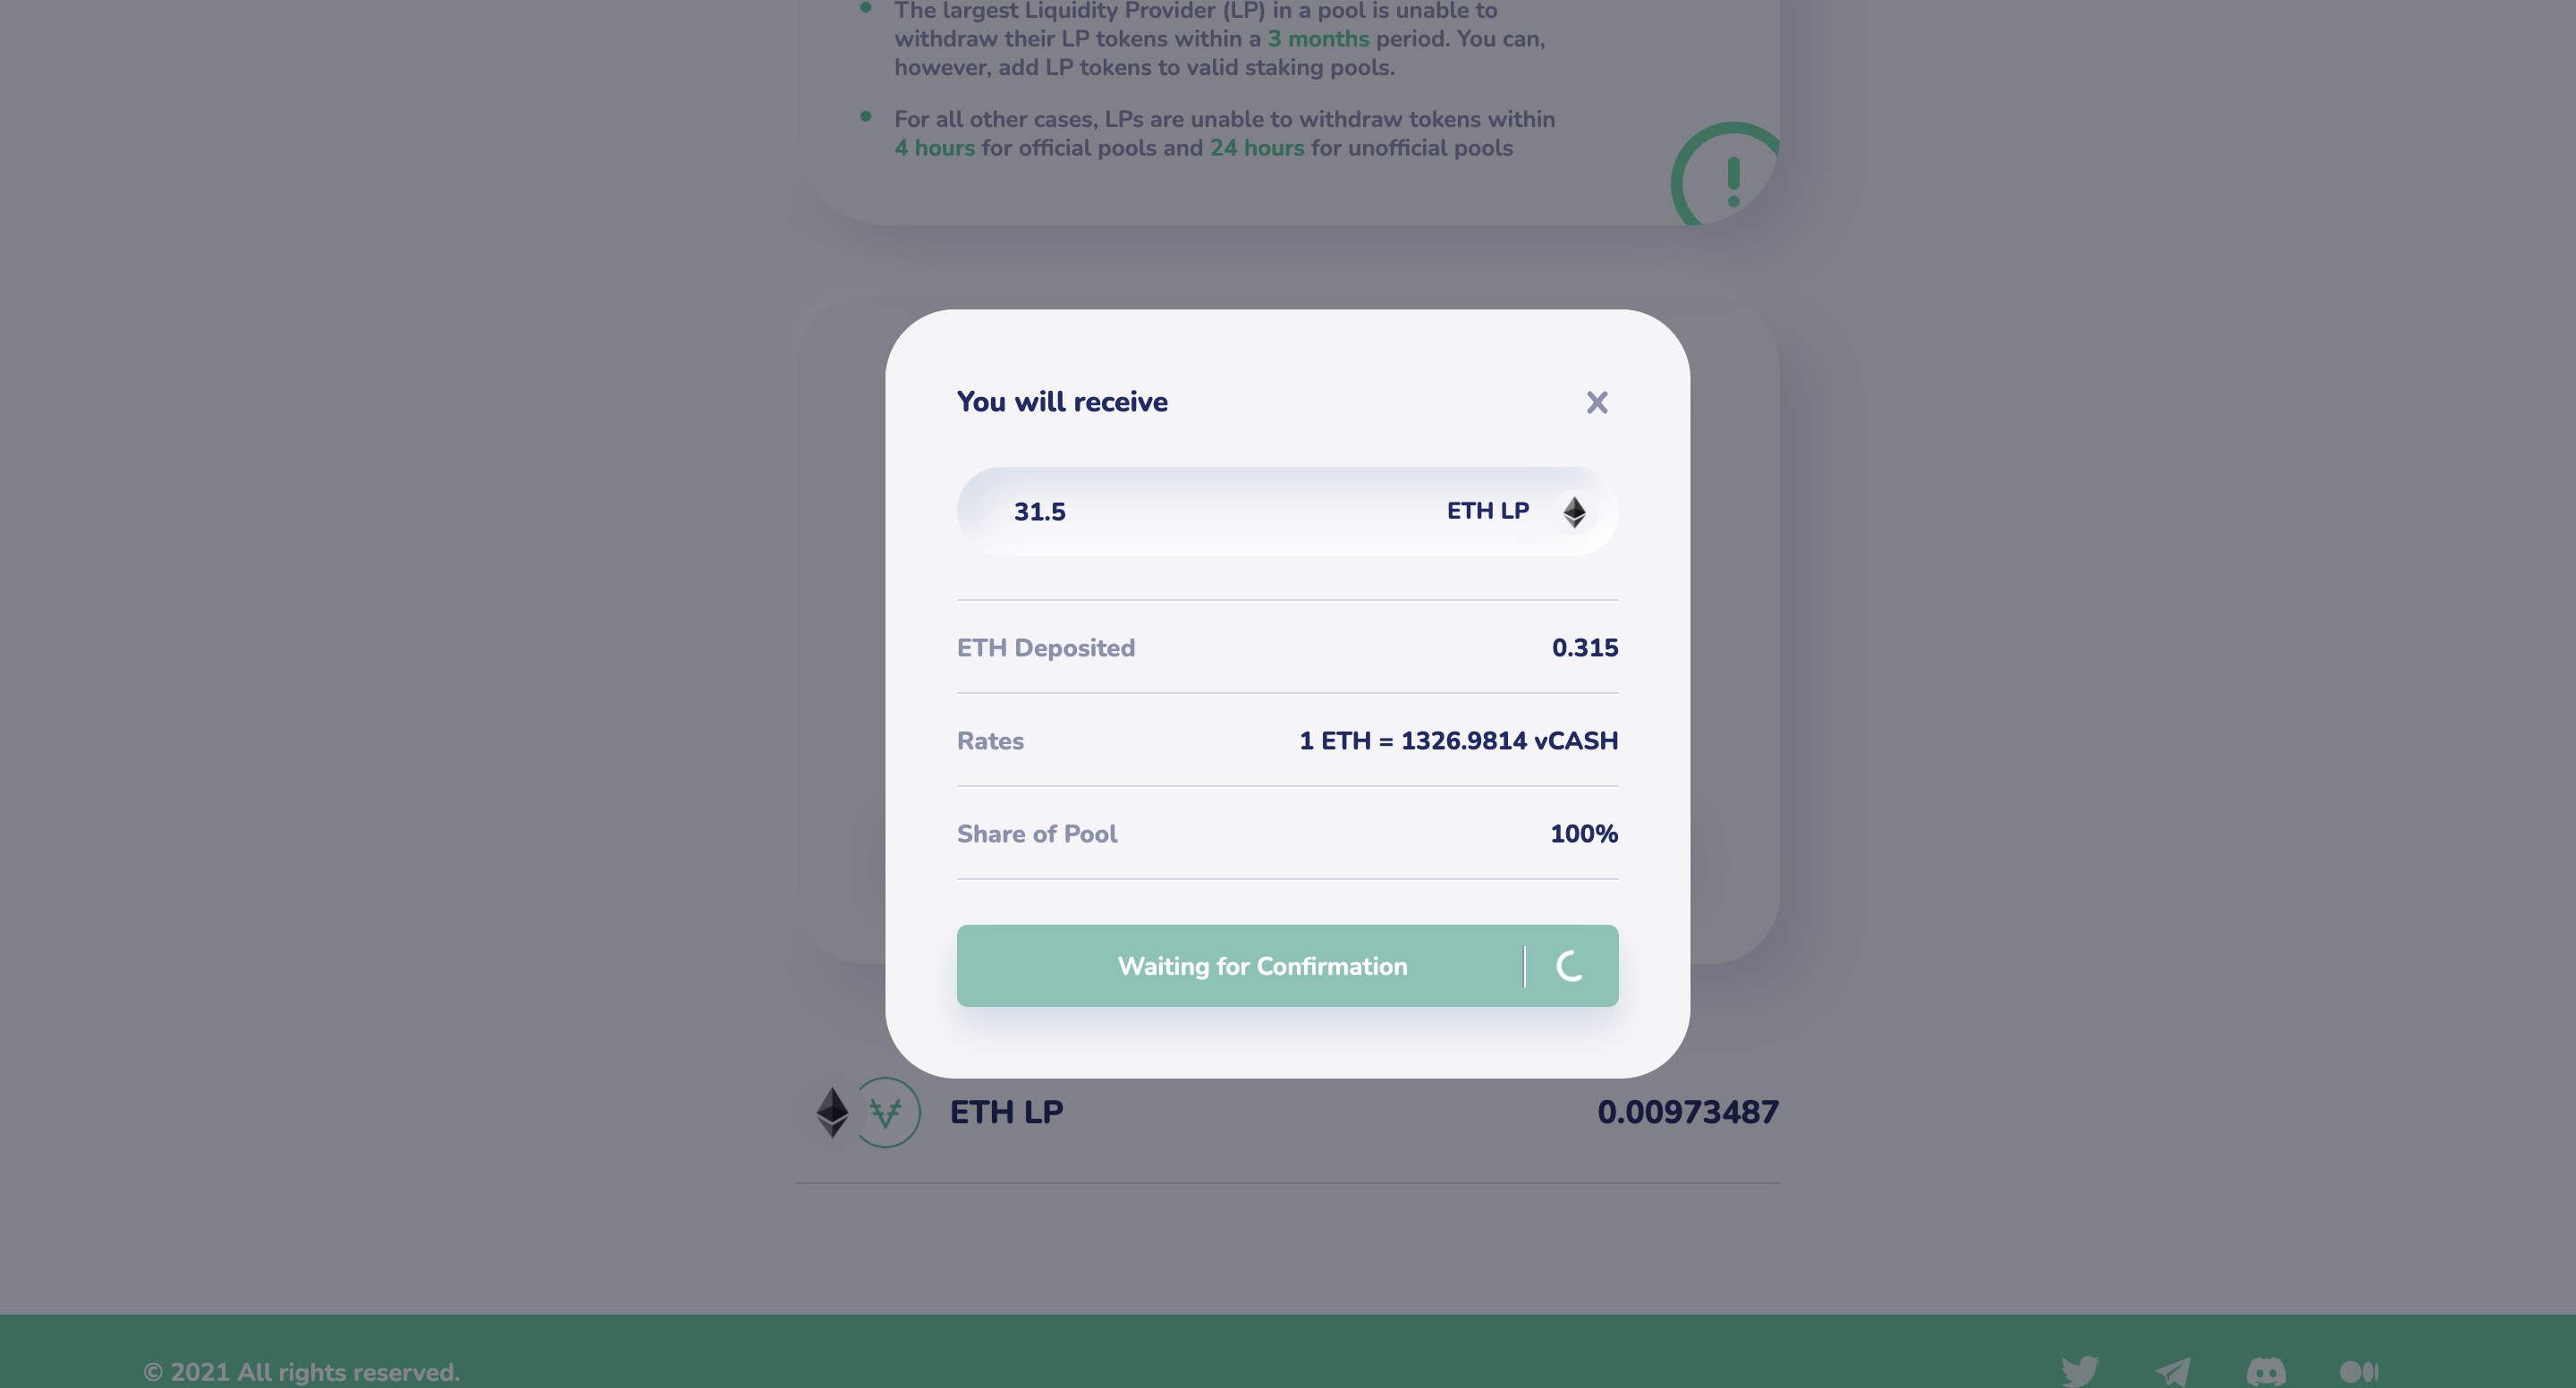 The largest Liquidity Provider (LP) in a pool is unable to
withdraw their LP tokens within a 3 months period. You can,
however, add LP tokens to valid staking pools.
For all other cases, LPs are unable to withdraw tokens within
4 hours for official pools and 24 hours for unofficial pools
You will receive
31.5 ETH LP
ETH Deposited 0.315
Rates 1 ETH = 1326.9814 vCASH
Share of Pool 100%
Waiting for Confirmation
ETH LP 0.00973487
© 2021 All rights reserved.